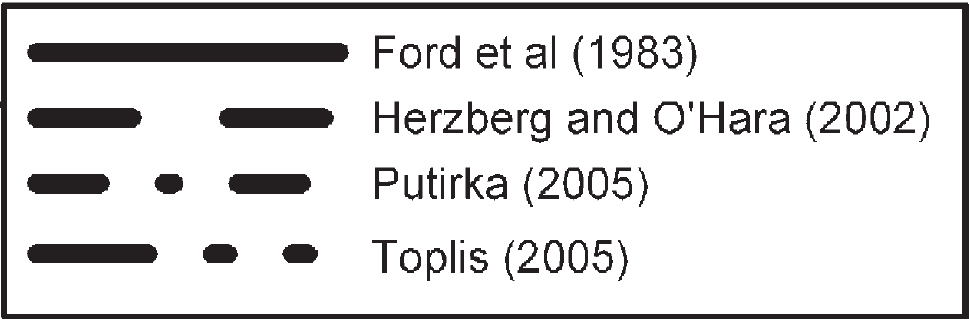 Ford et al (1983)
Herzberg and O'Hara (2002)
Putirka (2005)
Toplis (2005)